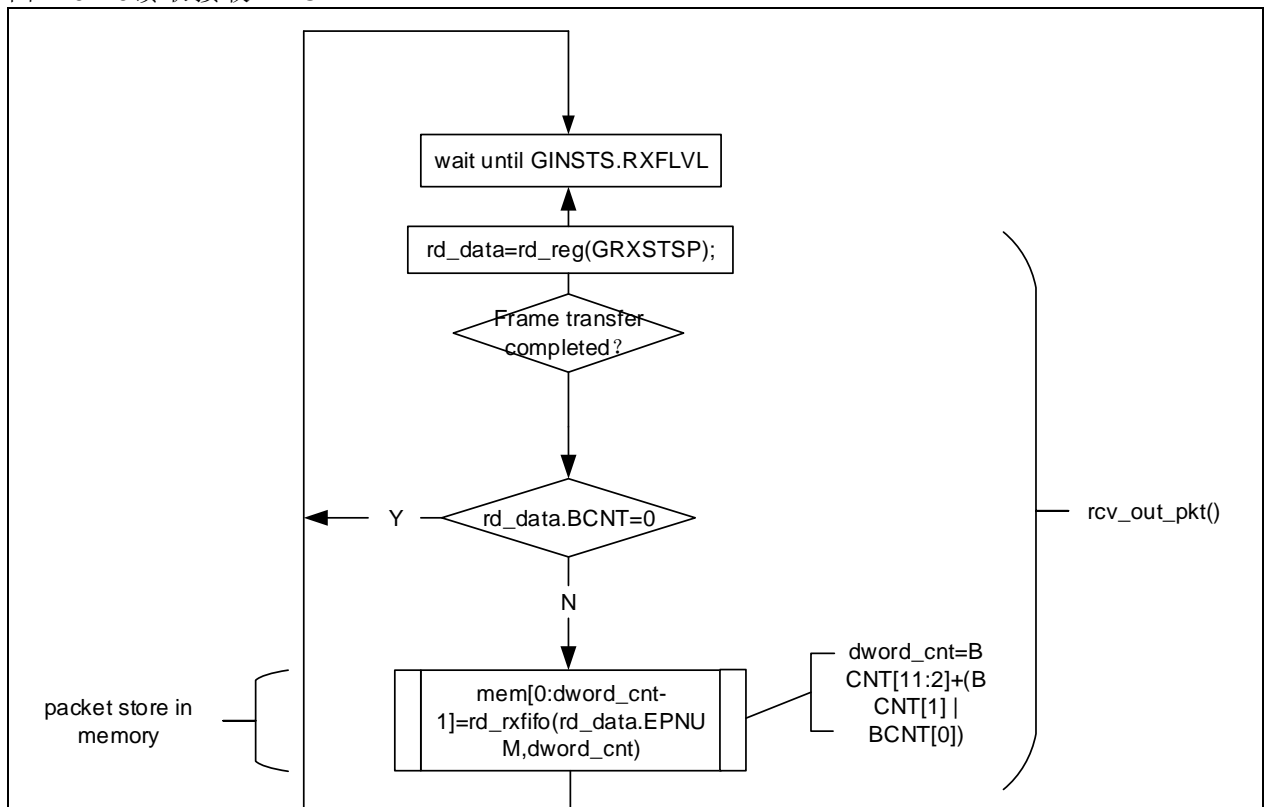 wait until GINSTS.RXFLVL
rd_data=rd_reg(GRXSTSP);
Frame transfer
completed？
rd_data.BCNT=0
Y
N
rcv_out_pkt()
mem[0:dword_cnt-
1]=rd_rxfifo(rd_data.EPNU
M,dword_cnt)
dword_cnt=B
CNT[11:2]+(B
CNT[1] |
BCNT[0])
packet store in
memory